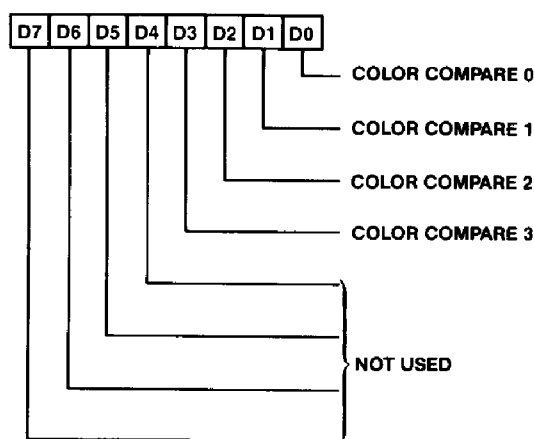 D7 D6 D5 D4 D3 D2 D1 D0
COLOR COMPARE 0
COLOR COMPARE 1
COLOR COMPARE 2
COLOR COMPARE 3
NOT USED